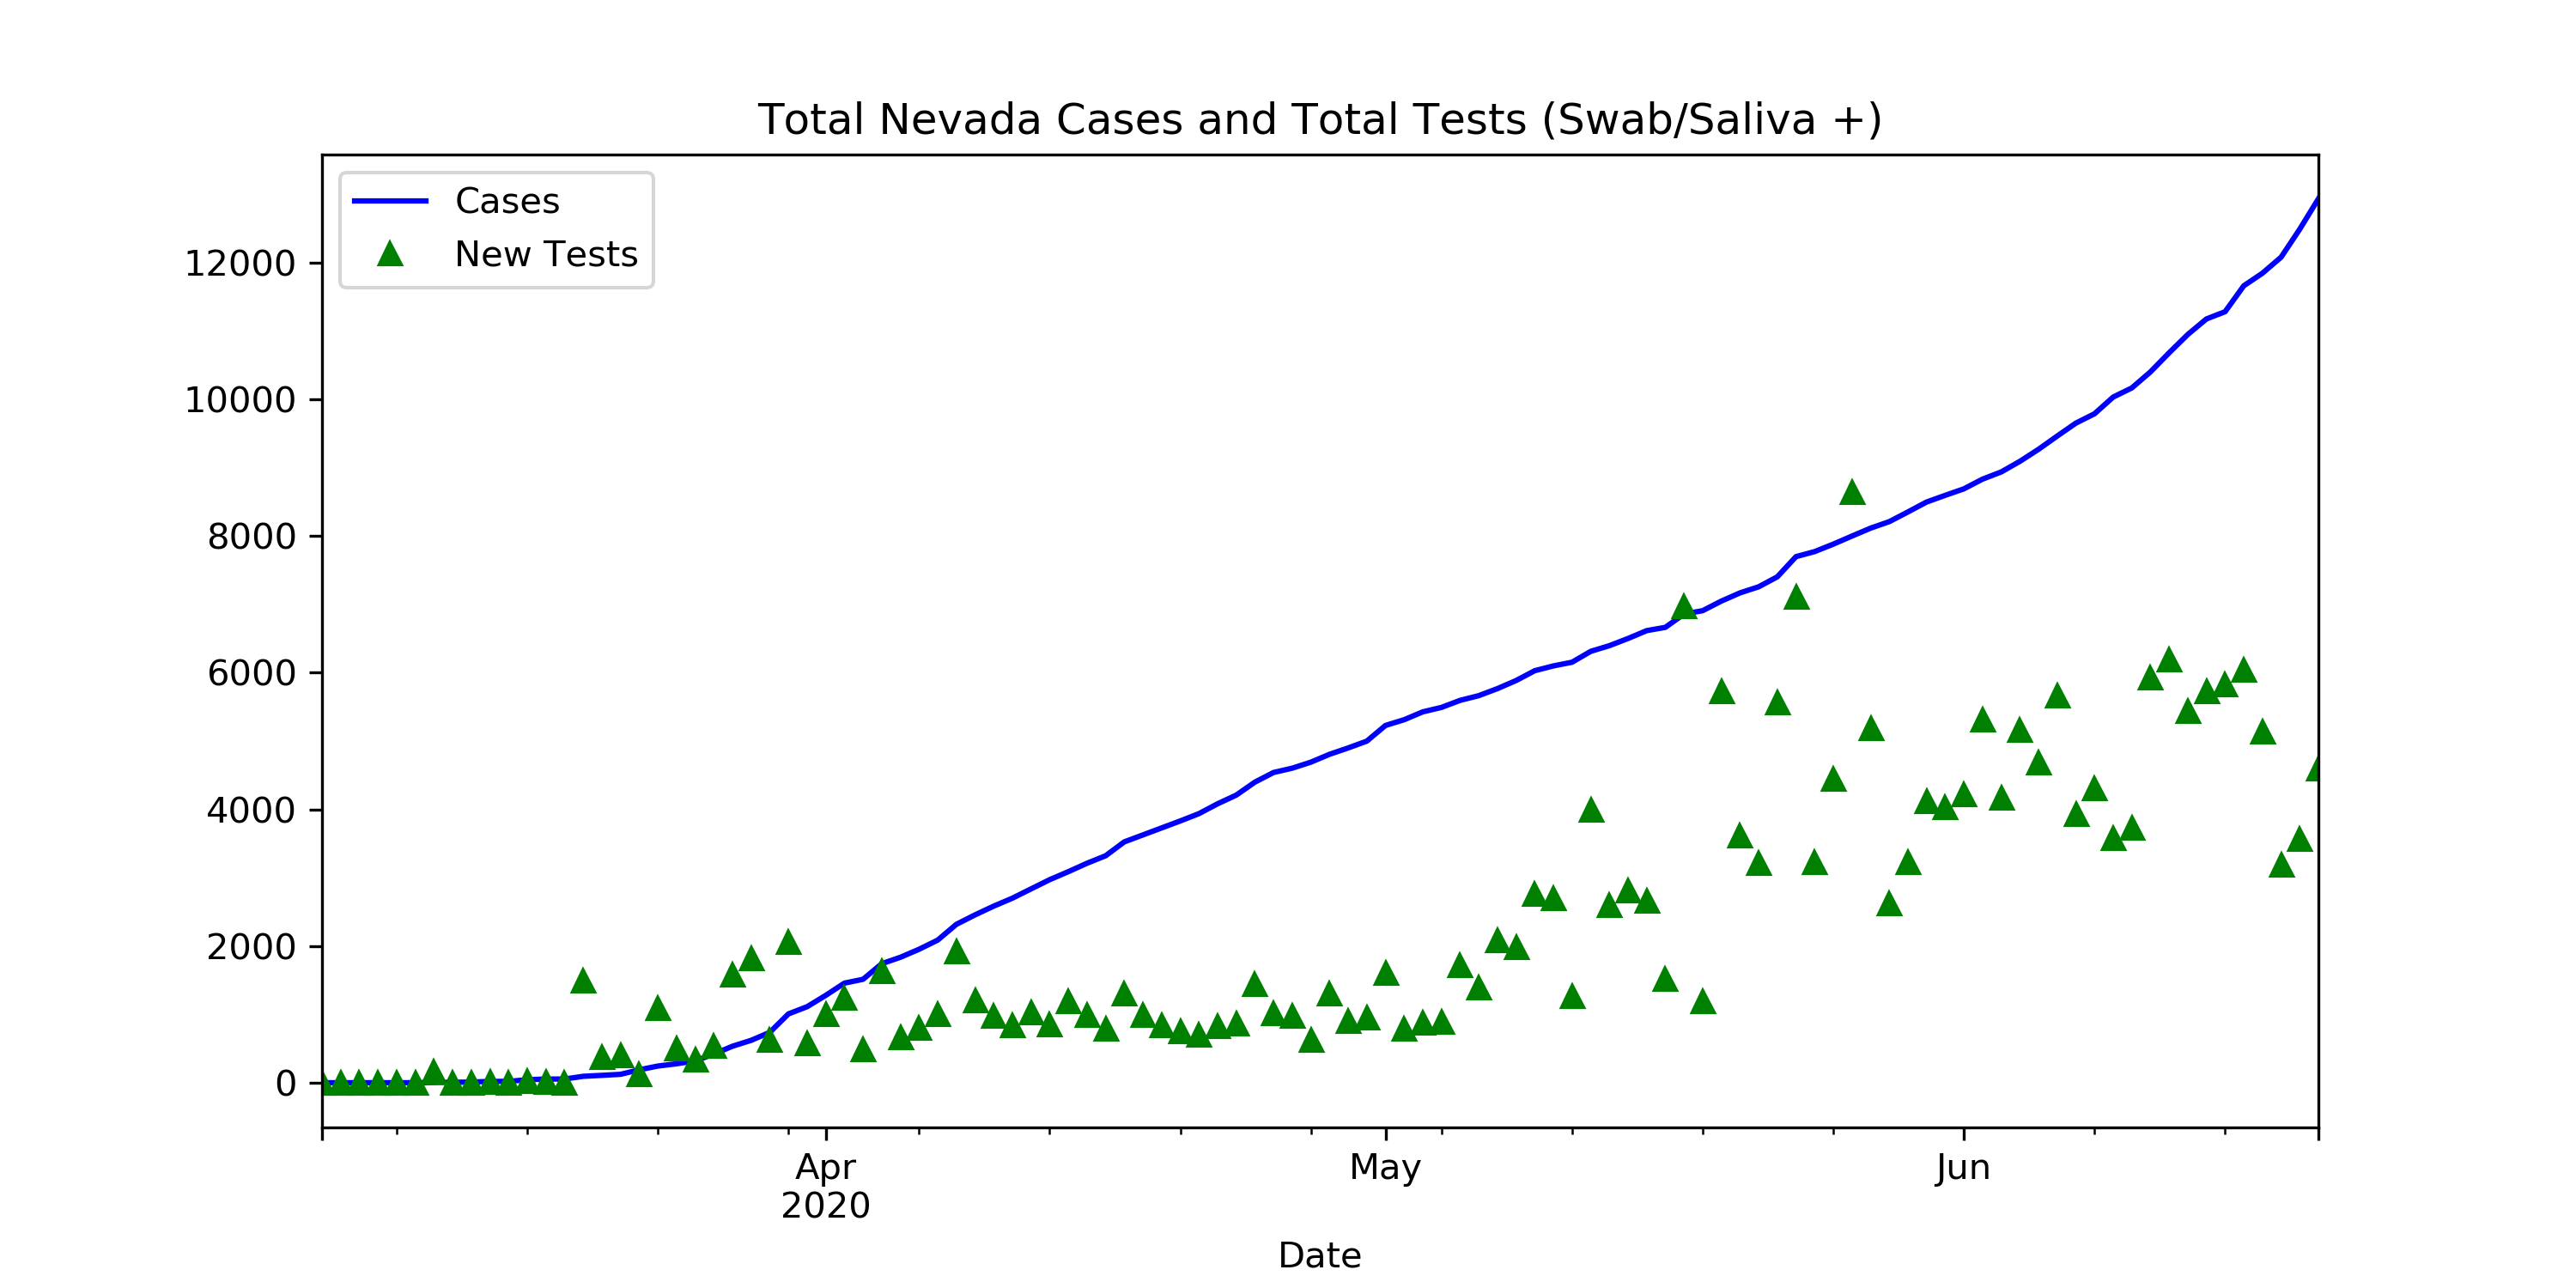 Total Nevada Cases and Total Tests (Swab/Saliva +)
Cases
New Tests
12000
10000
8000
6000
4000
2000
0
Apr
2020
May
Jun
Date